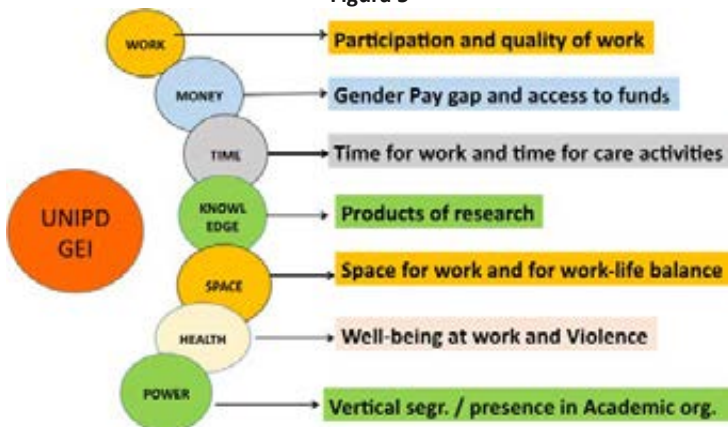 WORK
Participation and quality of work
MONEY
Gender Pay gap and access to funds
TIME
Time for work and time for care activities
UNIPD
GEI
KNOWL
EDGE
Products of research
SPACE
Space for work and for work-life balance
HEALTH
Well-being at work and Violence
POWER
Vertical segr. / presence in Academic org.